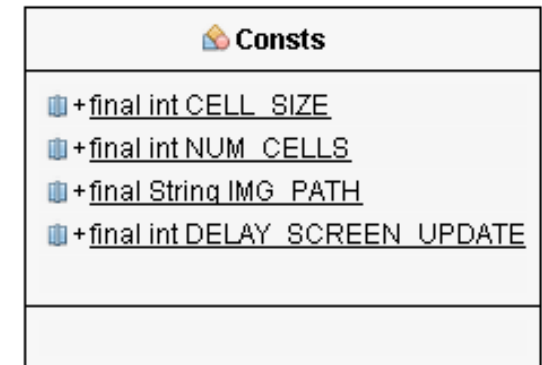 Consts
+final int CELL_SIZE
+final int NUM_CELLS
+final String IMG_PATH
+final int DELAY_SCREEN_UPDATE